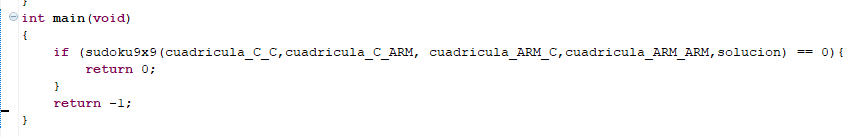 }
int main(void)
{
    if (sudoku9x9(cuadricula_C_C,cuadricula_C_ARM, cuadricula_ARM_C,cuadricula_ARM_ARM,solucion) == 0){
        return 0;
    }
    return -1;
}